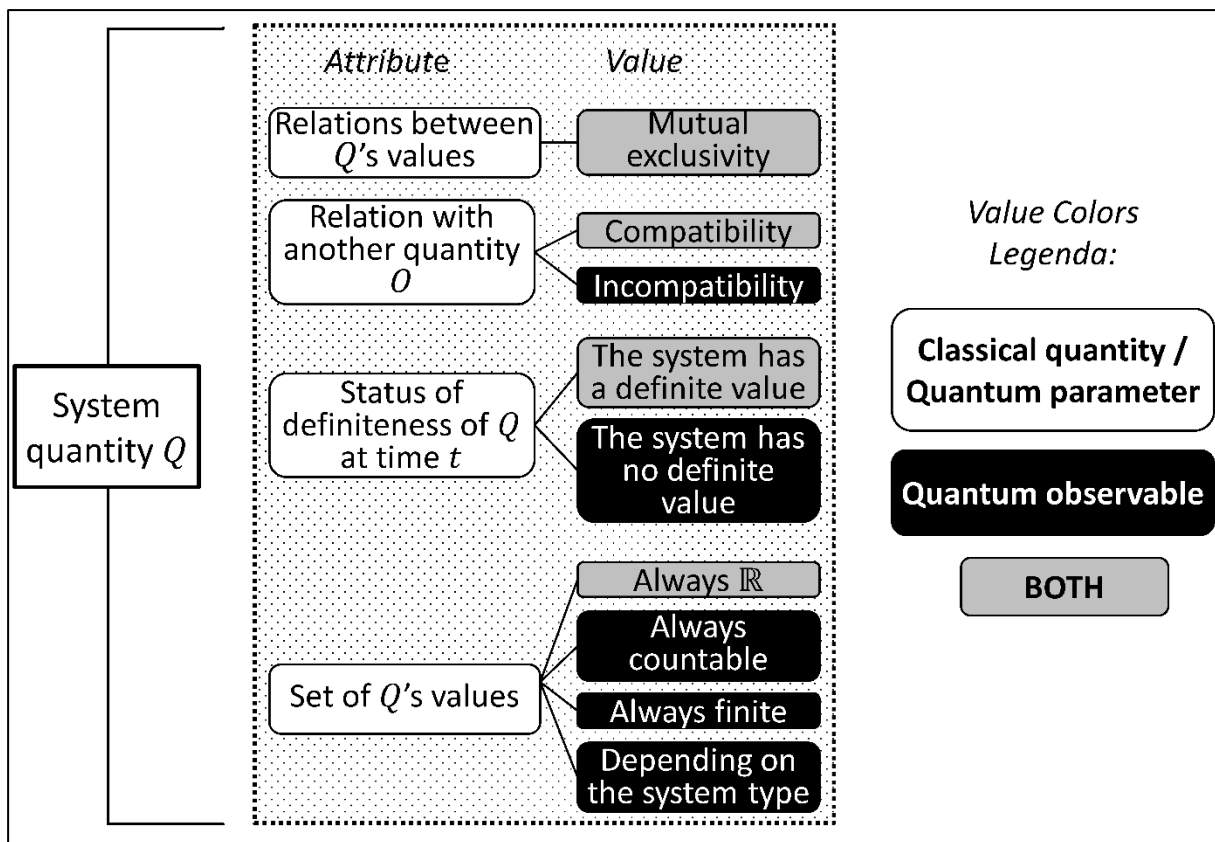 Attribute
Value
Relations between
Q's values
Mutual
exclusivity
Relation with
another quantity
O
Compatibility
Incompatibility
System
quantity Q
Status of
definiteness of Q
at time t
The system has
a definite value
The system has
no definite
value
Set of Q's values
Always ℝ
Always
countable
Always finite
Depending on
the system type
Value Colors
Legenda:
Classical quantity /
Quantum parameter
Quantum observable
BOTH